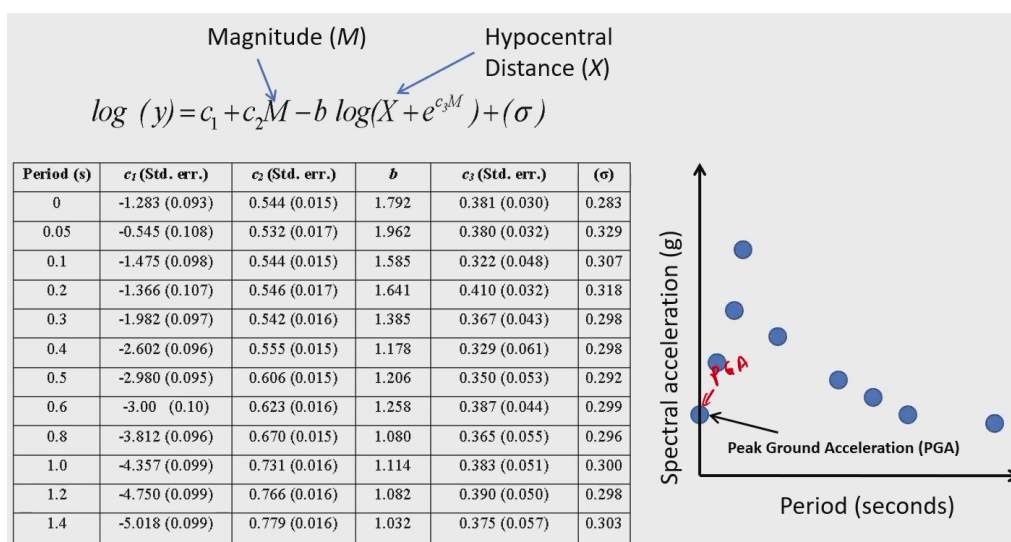 Magnitude (M)
Hypocentral
Distance (X)
log (y)=c₁+c₂M−b log(X+e^{c₃M})+(σ)
Period (s) c₁ (Std. err.) c₂ (Std. err.) b c₃ (Std. err.) (σ)
0 -1.283 (0.093) 0.544 (0.015) 1.792 0.381 (0.030) 0.283
0.05 -0.545 (0.108) 0.532 (0.017) 1.962 0.380 (0.032) 0.329
0.1 -1.475 (0.098) 0.544 (0.015) 1.585 0.322 (0.048) 0.307
0.2 -1.366 (0.107) 0.546 (0.017) 1.641 0.410 (0.032) 0.318
0.3 -1.982 (0.097) 0.542 (0.016) 1.385 0.367 (0.043) 0.298
0.4 -2.602 (0.096) 0.555 (0.015) 1.178 0.329 (0.061) 0.298
0.5 -2.980 (0.095) 0.606 (0.015) 1.206 0.350 (0.053) 0.292
0.6 -3.00 (0.10) 0.623 (0.016) 1.258 0.387 (0.044) 0.299
0.8 -3.812 (0.096) 0.670 (0.015) 1.080 0.365 (0.055) 0.296
1.0 -4.357 (0.099) 0.731 (0.016) 1.114 0.383 (0.051) 0.300
1.2 -4.750 (0.099) 0.766 (0.016) 1.082 0.390 (0.050) 0.298
1.4 -5.018 (0.099) 0.779 (0.016) 1.032 0.375 (0.057) 0.303
Spectral acceleration (g)
PGA
Peak Ground Acceleration (PGA)
Period (seconds)